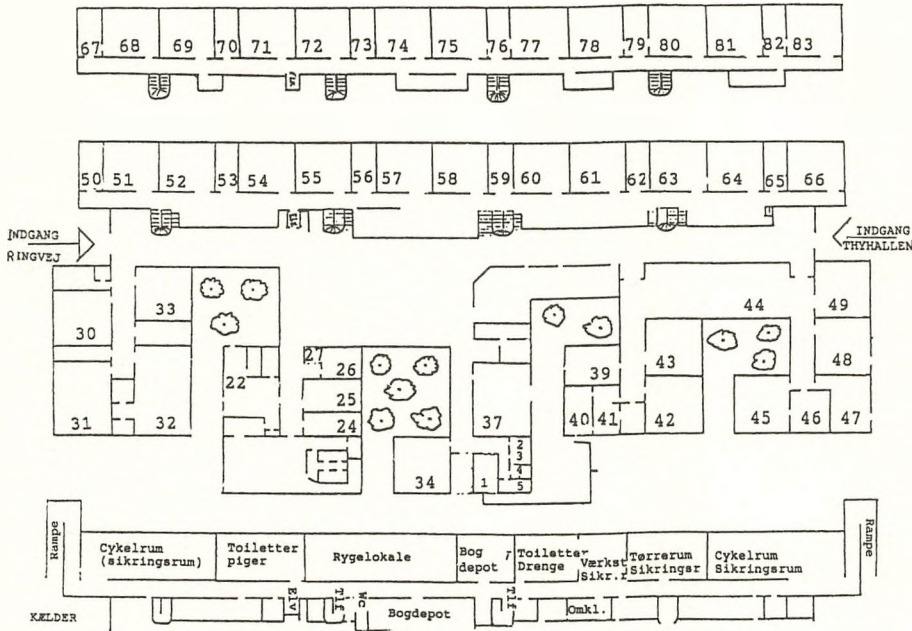 67 68 69 70 71 72 73 74 75 76 77 78 79 80 81 82 83
50 51 52 53 54 55 56 57 58 59 60 61 62 63 64 65 66
INDGANG
RINGVEJ
INDGANG
THYHALLEN
33
44
49
30
27
26
43
48
22
39
25
31
32
24
37
40 41
42
45
46
47
2
3
4
34
1
5
Rampe
Cykelrum
(sikringsrum)
Toiletter
piger
Rygelokale
Bog
depot
Toiletter
Drenge
Værkst
Sikr.r
Tørrerum
Sikringsr
Cykelrum
Sikringsrum
Rampe
KÆLDER
Elv
Tlf
Wc
Bogdepot
Tlf
Omkl.